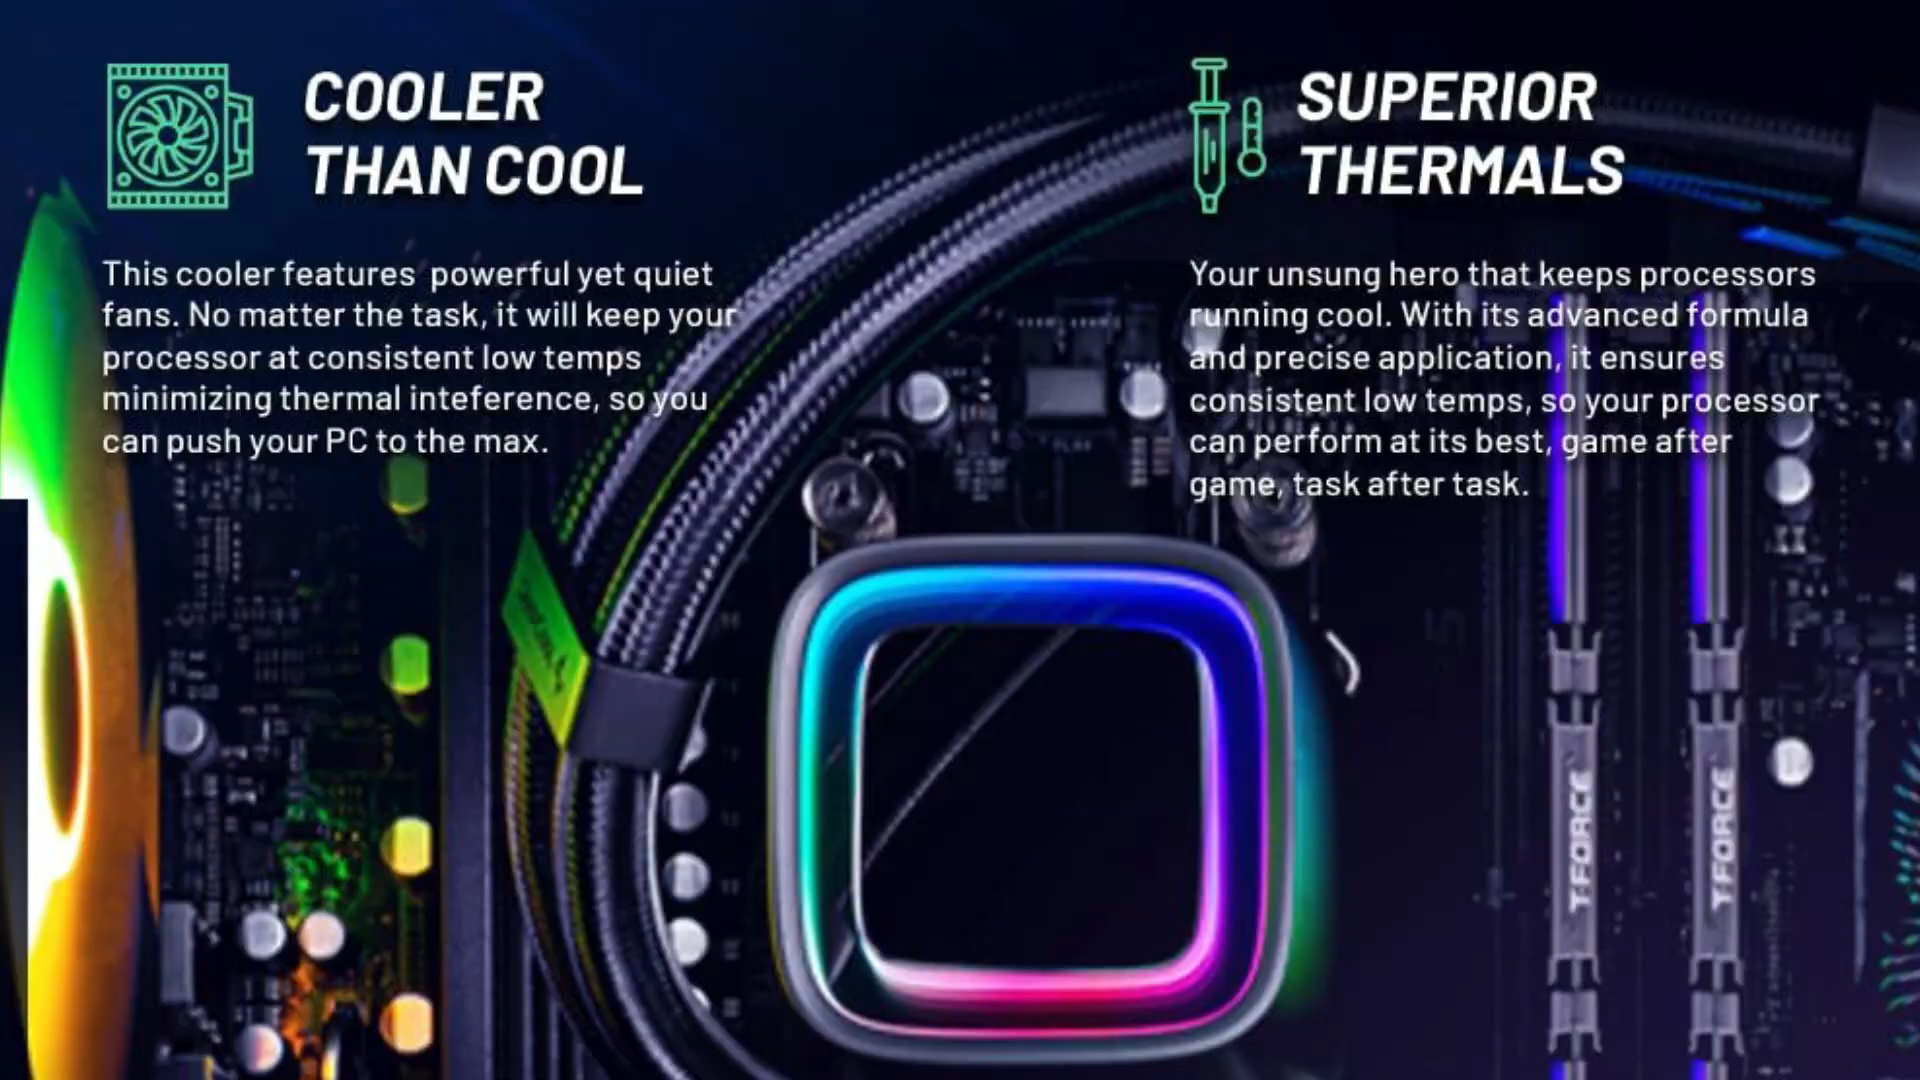 COOLER
THAN COOL
This cooler features  powerful yet quiet
fans. No matter the task, it will keep your
processor at consistent low temps
minimizing thermal inteference, so you
can push your PC to the max.
SUPERIOR
THERMALS
Your unsung hero that keeps processors
running cool. With its advanced formula
and precise application, it ensures
consistent low temps, so your processor
can perform at its best, game after
game, task after task.
TFORCE
TFORCE